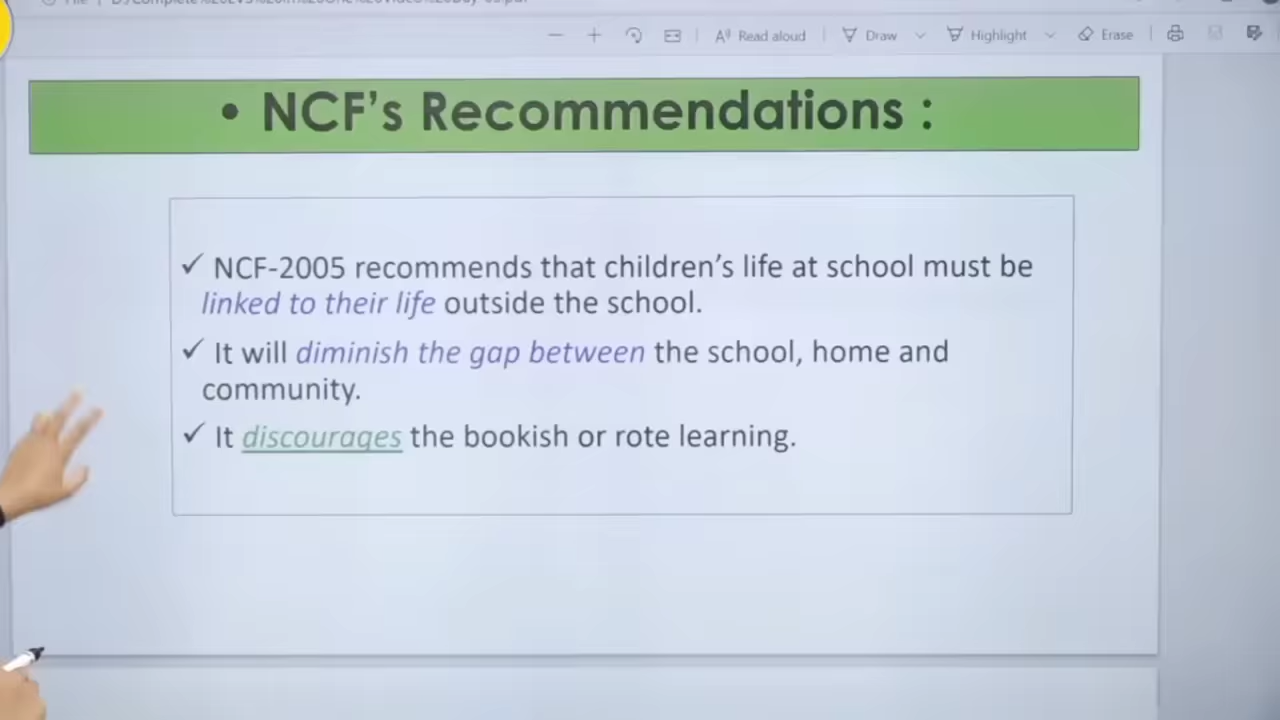 Read aloud Draw Highlight Erase
• NCF's Recommendations :
✓ NCF-2005 recommends that children's life at school must be
linked to their life outside the school.
✓ It will diminish the gap between the school, home and
community.
✓ It discourages the bookish or rote learning.